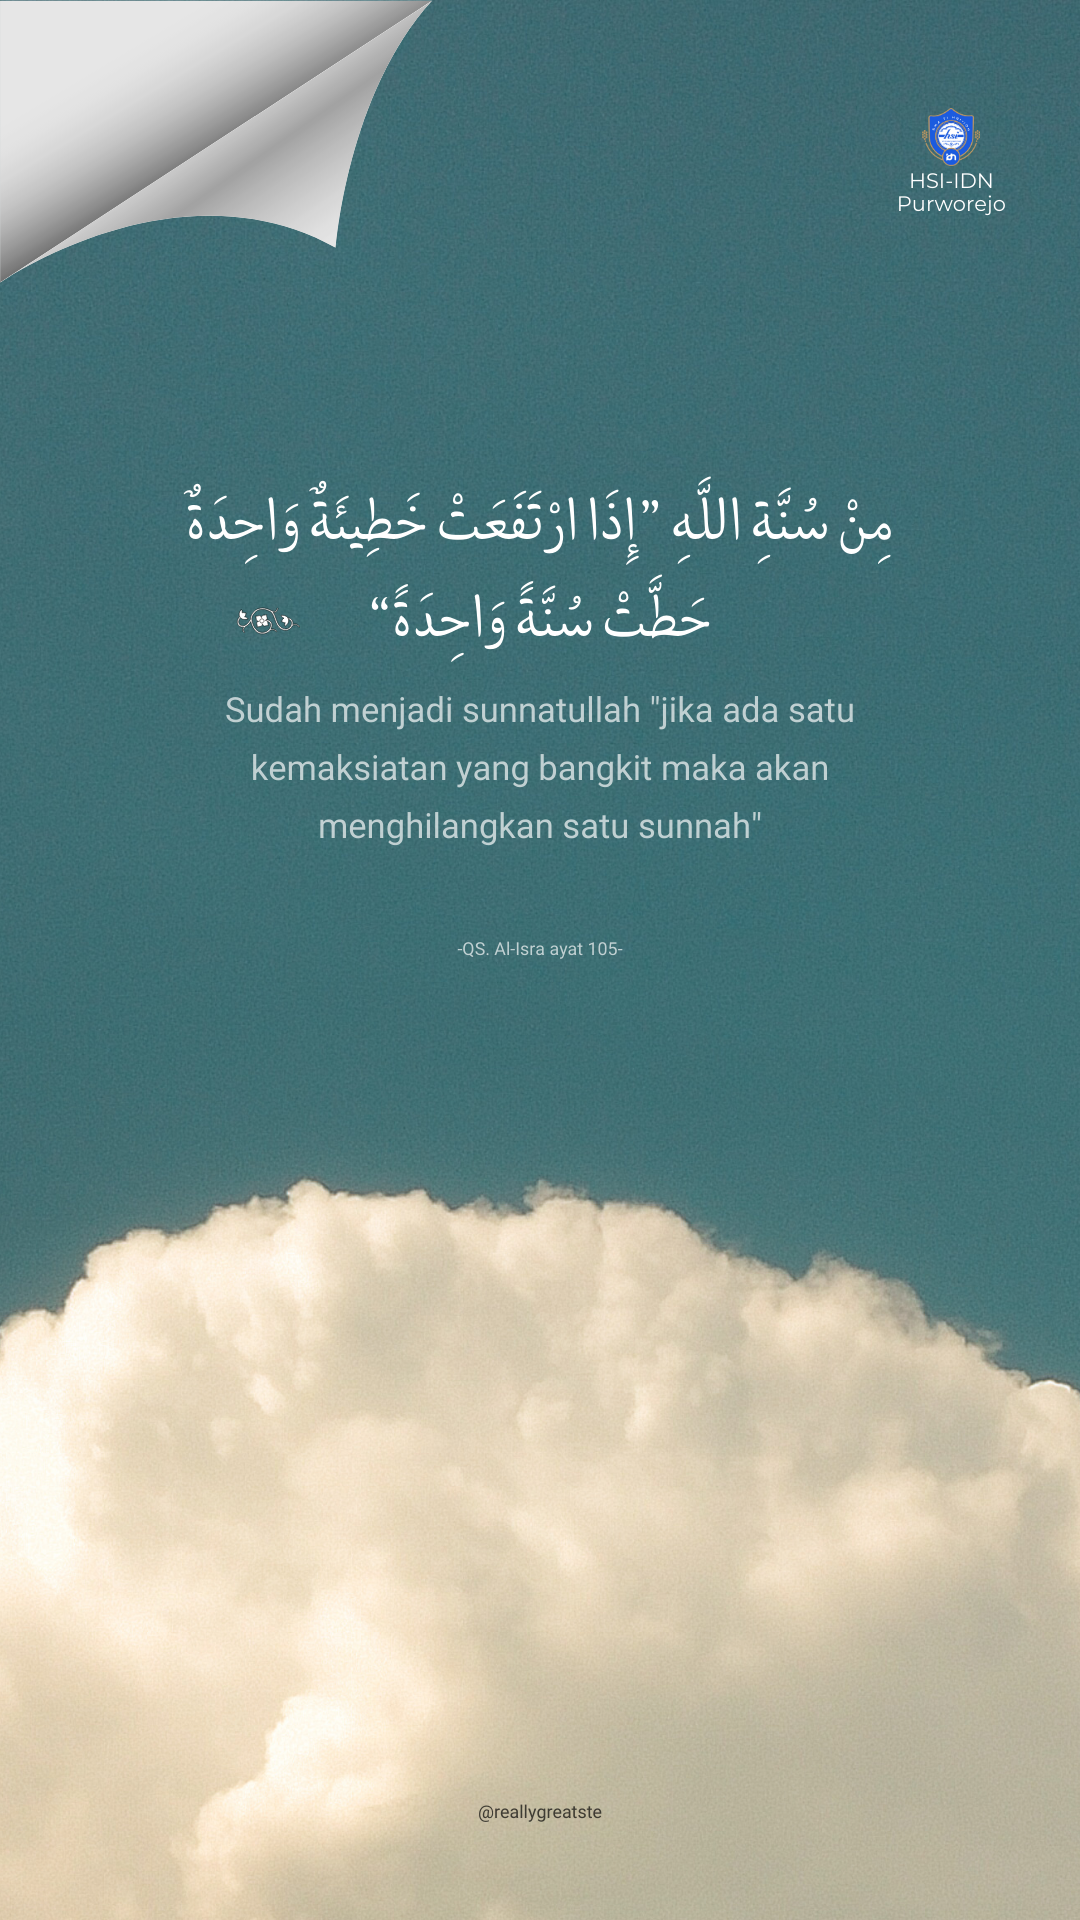 HSI-IDN
Purworejo
مِنْ سُنَّةِ اللَّهِ ”إِذَا ارْتَفَعَتْ خَطِيئَةٌ وَاحِدَةٌ
حَطَّتْ سُنَّةً وَاحِدَةً“
Sudah menjadi sunnatullah "jika ada satu
kemaksiatan yang bangkit maka akan
menghilangkan satu sunnah"
-QS. Al-Isra ayat 105-
@reallygreatste